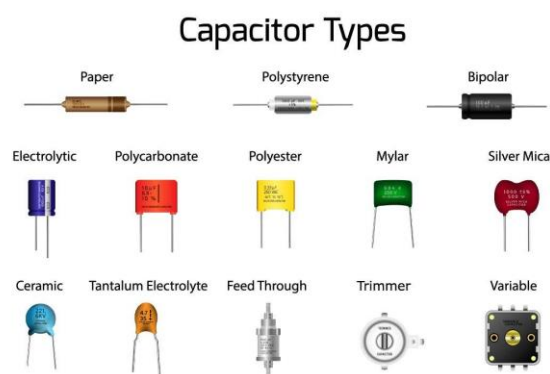 Capacitor Types
Paper
Polystyrene
Bipolar
Electrolytic
Polycarbonate
Polyester
Mylar
Silver Mica
Ceramic
Tantalum Electrolyte
Feed Through
Trimmer
Variable